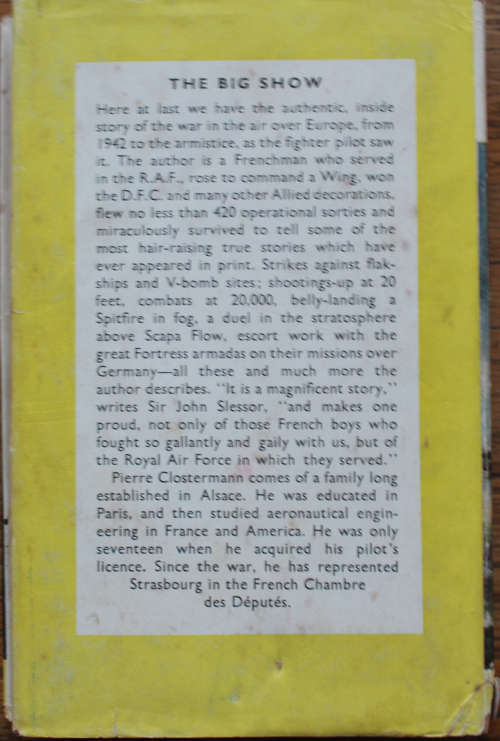 THE BIG SHOW
Here at last we have the authentic, inside
story of the war in the air over Europe, from
1942 to the armistice, as the fighter pilot saw
it. The author is a Frenchman who served
in the R.A.F., rose to command a Wing, won
the D.F.C. and many other Allied decorations,
flew no less than 420 operational sorties and
miraculously survived to tell some of the
most hair-raising true stories which have
ever appeared in print. Strikes against flak-
ships and V-bomb sites; shootings-up at 20
feet, combats at 20,000, belly-landing a
Spitfire in fog, a duel in the stratosphere
above Scapa Flow, escort work with the
great Fortress armadas on their missions over
Germany—all these and much more the
author describes. "It is a magnificent story,"
writes Sir John Slessor, "and makes one
proud, not only of those French boys who
fought so gallantly and gaily with us, but of
the Royal Air Force in which they served."
Pierre Clostermann comes of a family long
established in Alsace. He was educated in
Paris, and then studied aeronautical engin-
eering in France and America. He was only
seventeen when he acquired his pilot's
licence. Since the war, he has represented
Strasbourg in the French Chambre
des Députés.